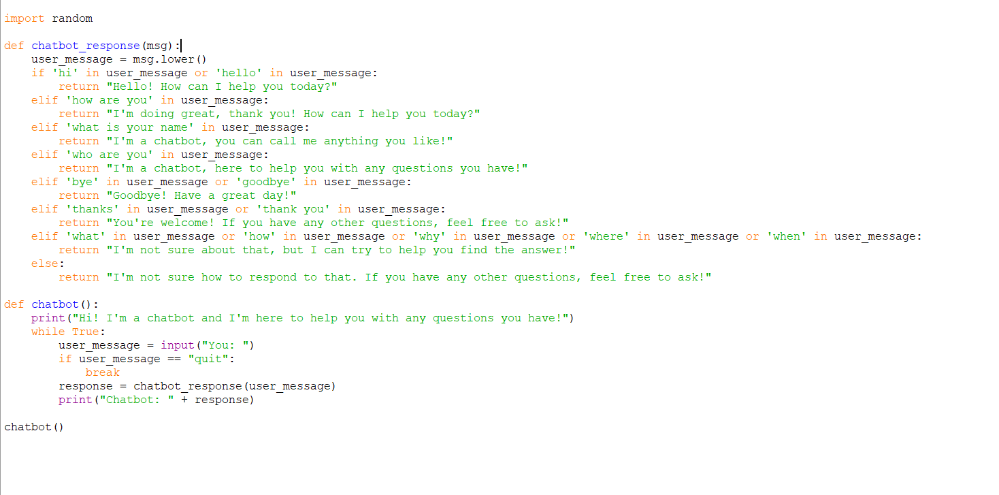 import random
def chatbot_response(msg):
    user_message = msg.lower()
    if 'hi' in user_message or 'hello' in user_message:
        return "Hello! How can I help you today?"
    elif 'how are you' in user_message:
        return "I'm doing great, thank you! How can I help you today?"
    elif 'what is your name' in user_message:
        return "I'm a chatbot, you can call me anything you like!"
    elif 'who are you' in user_message:
        return "I'm a chatbot, here to help you with any questions you have!"
    elif 'bye' in user_message or 'goodbye' in user_message:
        return "Goodbye! Have a great day!"
    elif 'thanks' in user_message or 'thank you' in user_message:
        return "You're welcome! If you have any other questions, feel free to ask!"
    elif 'what' in user_message or 'how' in user_message or 'why' in user_message or 'where' in user_message or 'when' in user_message:
        return "I'm not sure about that, but I can try to help you find the answer!"
    else:
        return "I'm not sure how to respond to that. If you have any other questions, feel free to ask!"
def chatbot():
    print("Hi! I'm a chatbot and I'm here to help you with any questions you have!")
    while True:
        user_message = input("You: ")
        if user_message == "quit":
            break
        response = chatbot_response(user_message)
        print("Chatbot: " + response)
chatbot()